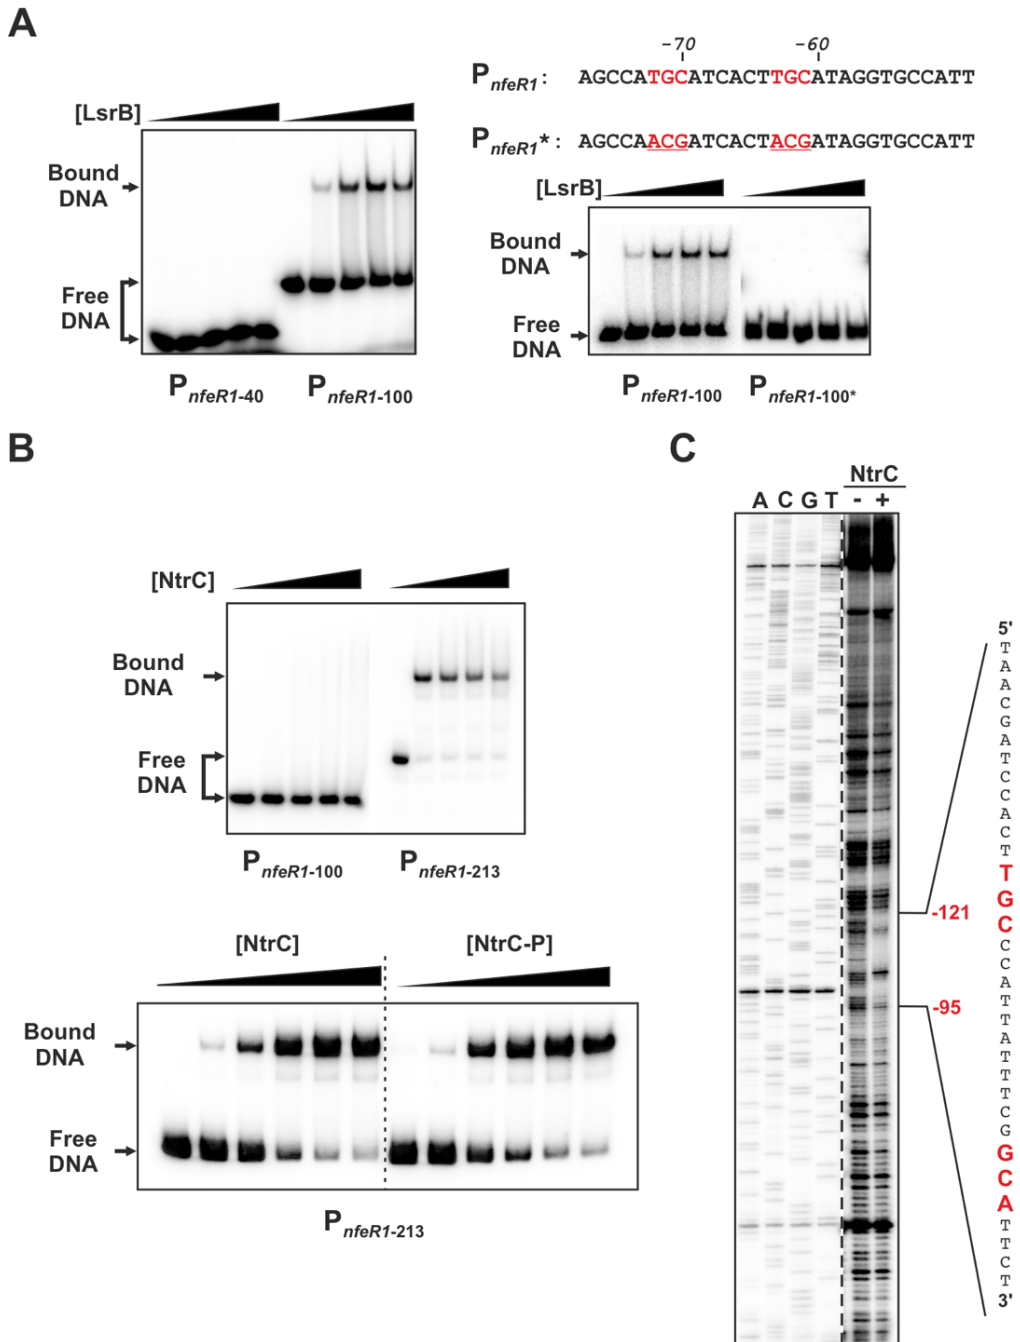 A
-70 -60
PnfeR1: AGCCATGCATCACTTGCATAGGTGCCATT
PnfeR1*: AGCCAACGATCACTACGATAGGTGCCATT
[LsrB]
Bound
DNA
Free
DNA
PnfeR1-40 PnfeR1-100
[LsrB]
Bound
DNA
Free
DNA
PnfeR1-100 PnfeR1-100*
B
[NtrC]
Bound
DNA
Free
DNA
PnfeR1-100 PnfeR1-213
[NtrC] [NtrC-P]
Bound
DNA
Free
DNA
PnfeR1-213
C
NtrC
A C G T - +
-121
-95
5'
T
A
A
C
G
A
T
C
C
A
C
T
T
G
C
C
C
A
T
T
A
T
T
T
C
G
G
C
A
T
T
C
T
3'